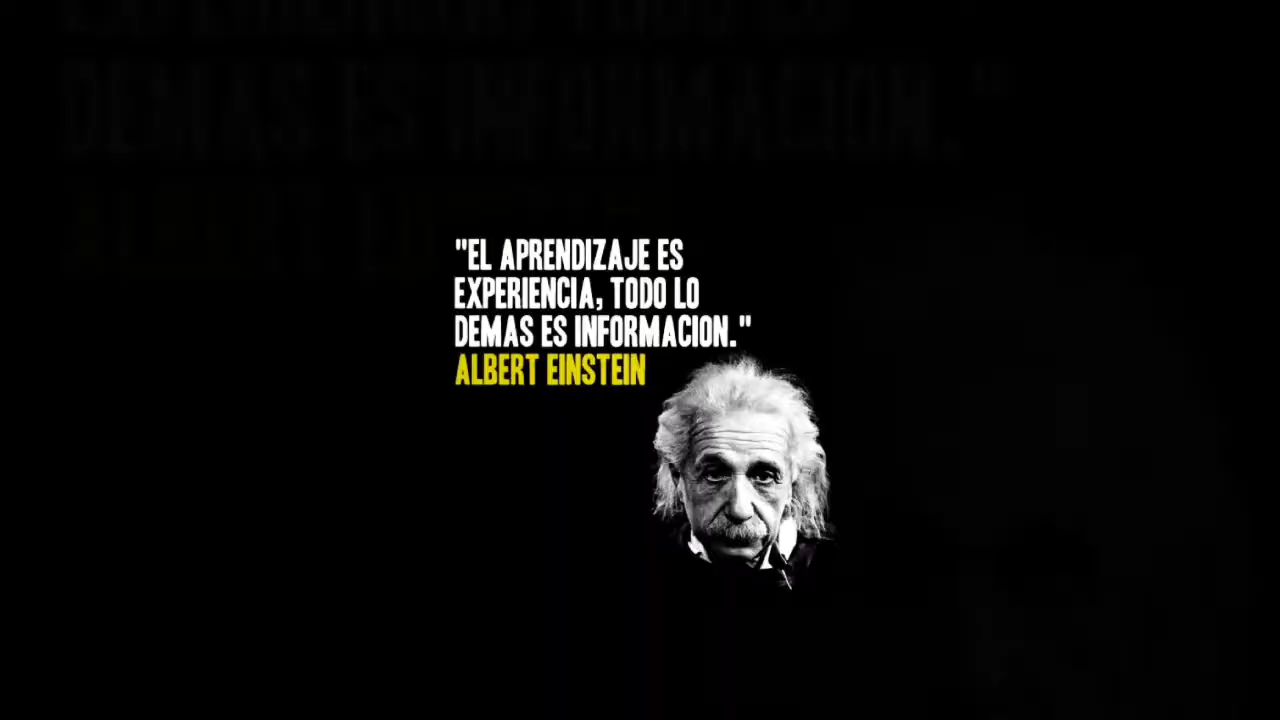 "EL APRENDIZAJE ES
EXPERIENCIA, TODO LO
DEMAS ES INFORMACION."
ALBERT EINSTEIN